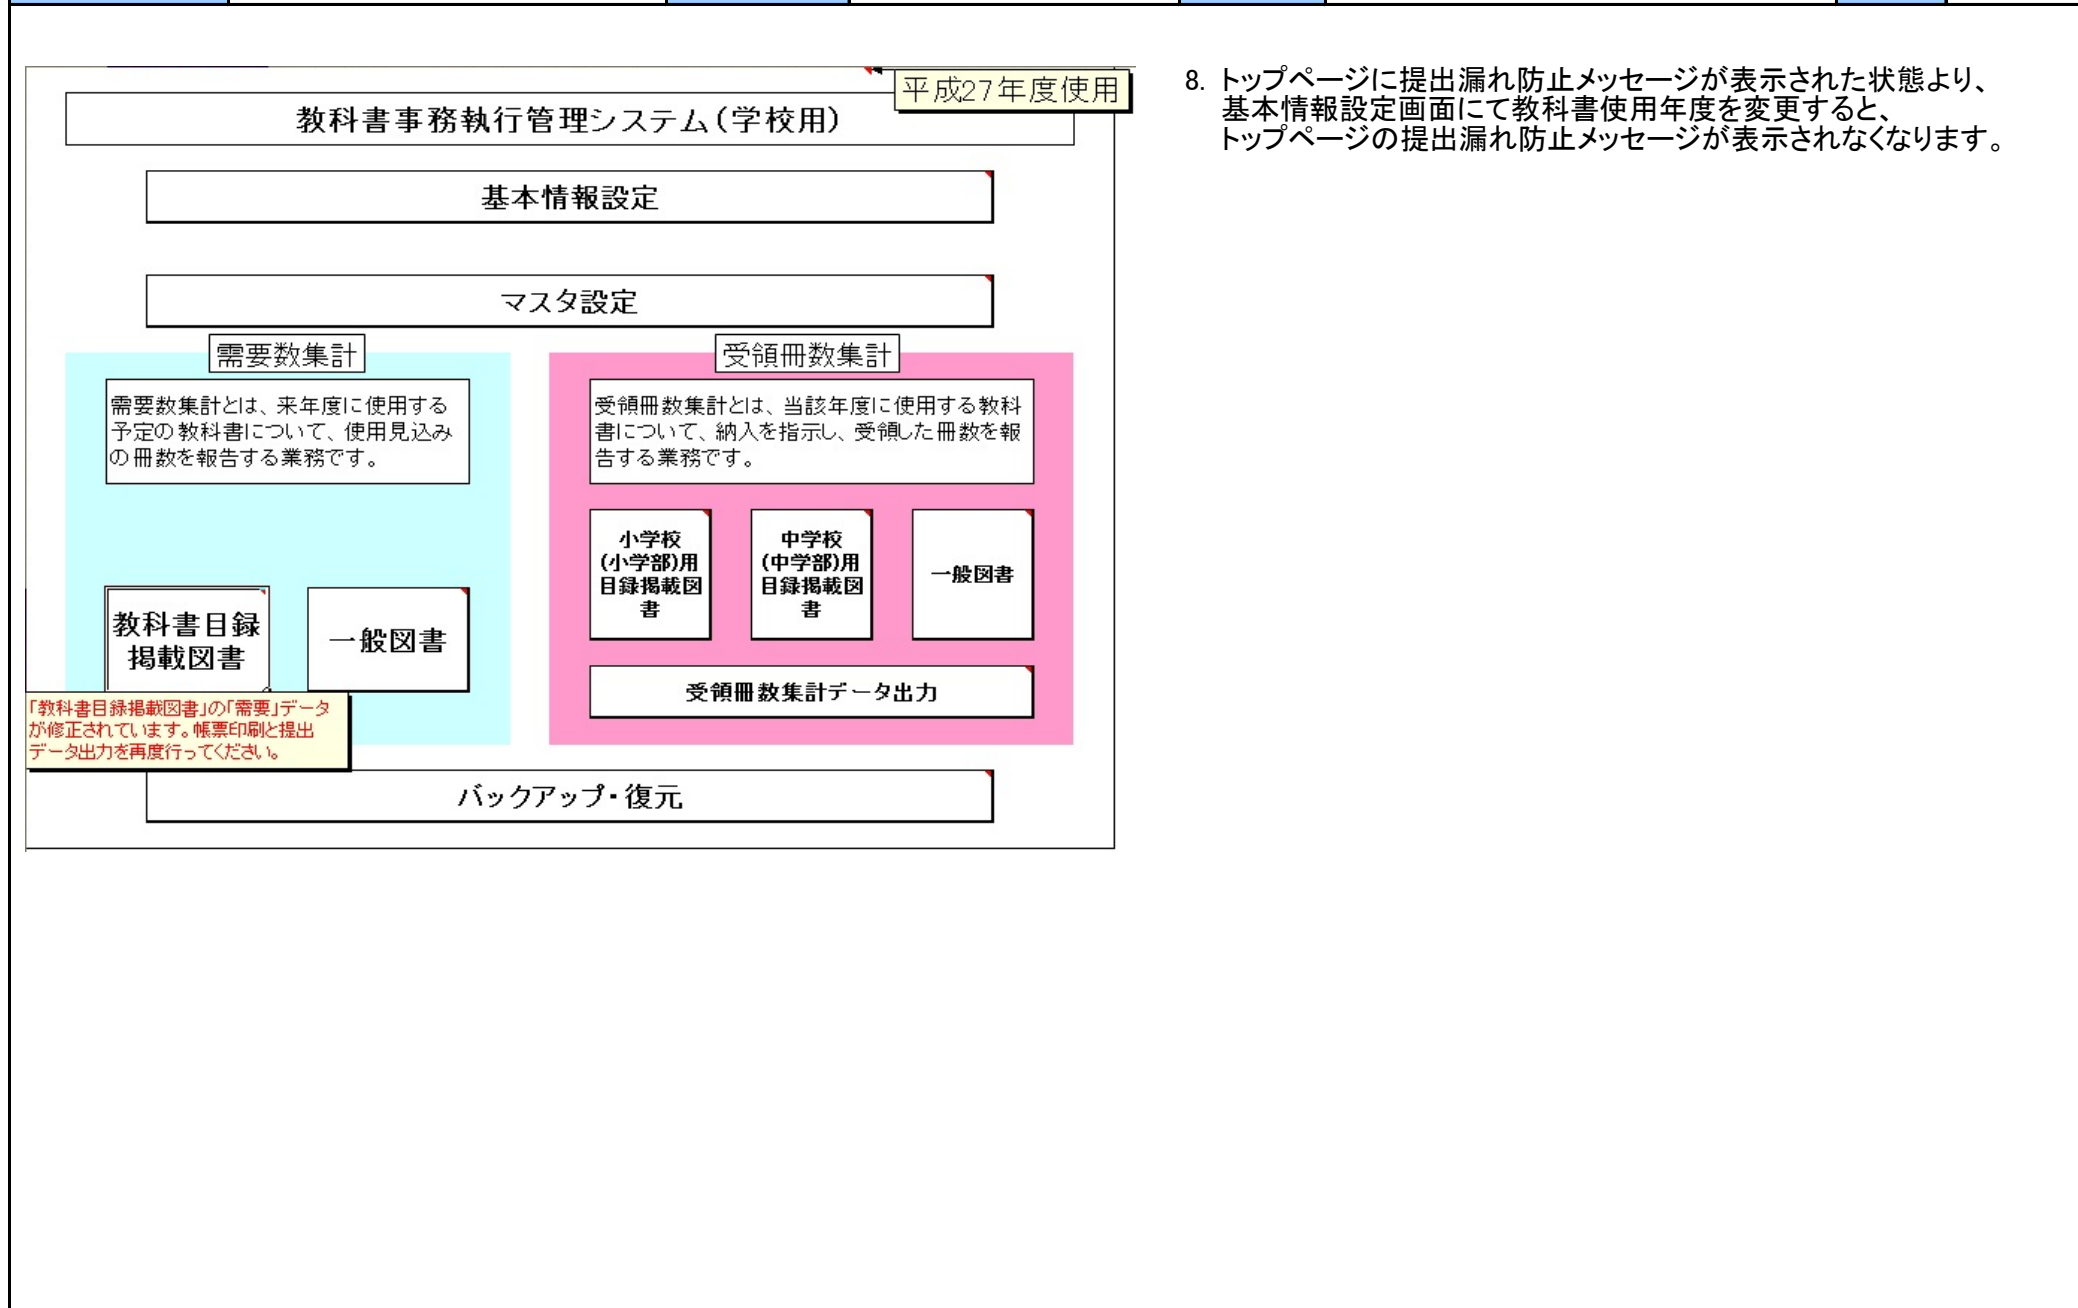 平成27年度使用
教科書事務執行管理システム(学校用)
基本情報設定
マスタ設定
需要数集計
需要数集計とは、来年度に使用する
予定の教科書について、使用見込み
の冊数を報告する業務です。
教科書目録
掲載図書
一般図書
「教科書目録掲載図書」の「需要」データ
が修正されています。帳票印刷と提出
データ出力を再度行ってください。
受領冊数集計
受領冊数集計とは、当該年度に使用する教科
書について、納入を指示し、受領した冊数を報
告する業務です。
小学校
(小学部)用
目録掲載図
書
中学校
(中学部)用
目録掲載図
書
一般図書
受領冊数集計データ出力
バックアップ・復元
8. トップページに提出漏れ防止メッセージが表示された状態より、
基本情報設定画面にて教科書使用年度を変更すると、
トップページの提出漏れ防止メッセージが表示されなくなります。